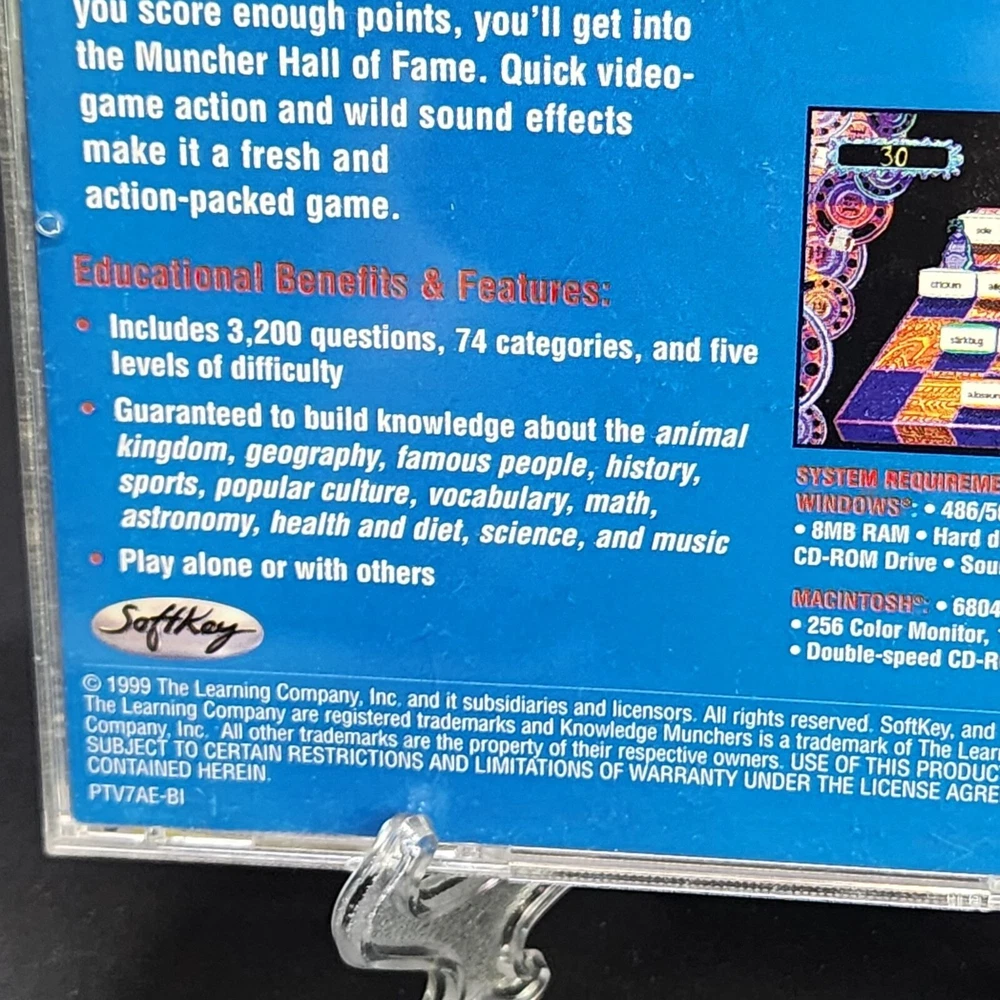 you score enough points, you'll get into
the Muncher Hall of Fame. Quick video-
game action and wild sound effects
make it a fresh and
action-packed game.
Educational Benefits & Features:
• Includes 3,200 questions, 74 categories, and five
levels of difficulty
• Guaranteed to build knowledge about the animal
kingdom, geography, famous people, history,
sports, popular culture, vocabulary, math,
astronomy, health and diet, science, and music
• Play alone or with others
SoftKey
30
SYSTEM REQUIREME
WINDOWS®: • 486/5
• 8MB RAM • Hard d
CD-ROM Drive • Sou
MACINTOSH®: • 6804
• 256 Color Monitor,
• Double-speed CD-R
© 1999 The Learning Company, Inc. and it subsidiaries and licensors. All rights reserved. SoftKey, and
The Learning Company are registered trademarks and Knowledge Munchers is a trademark of The Lear
Company, Inc. All other trademarks are the property of their respective owners. USE OF THIS PRODUC
SUBJECT TO CERTAIN RESTRICTIONS AND LIMITATIONS OF WARRANTY UNDER THE LICENSE AGRE
CONTAINED HEREIN.
PTV7AE-BI